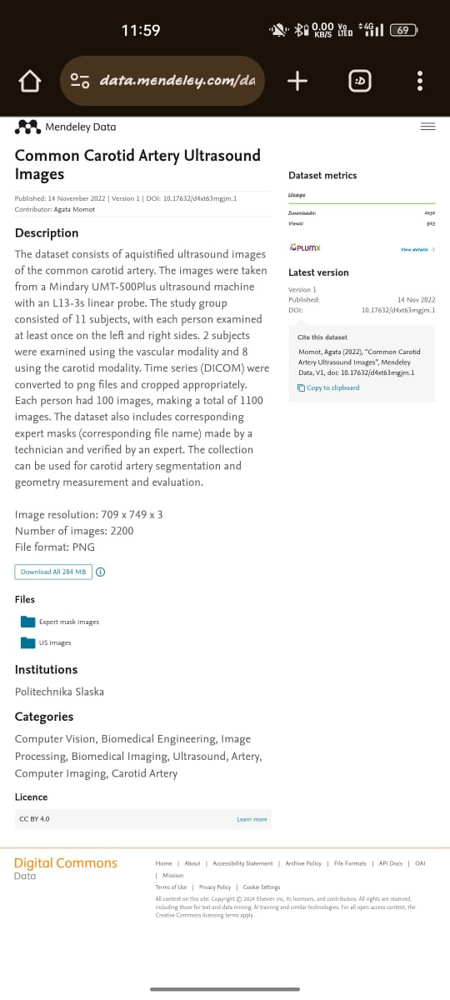 11:59
0.00 KB/S
Vo LTED
4G
69
data.mendeley.com/da
:D
Mendeley Data
Common Carotid Artery Ultrasound
Images
Published: 14 November 2022 | Version 1 | DOI: 10.17632/d4xt63mgjm.1
Contributor: Agata Momot
Description
The dataset consists of aquistified ultrasound images
of the common carotid artery. The images were taken
from a Mindary UMT-500Plus ultrasound machine
with an L13-3s linear probe. The study group
consisted of 11 subjects, with each person examined
at least once on the left and right sides. 2 subjects
were examined using the vascular modality and 8
using the carotid modality. Time series (DICOM) were
converted to png files and cropped appropriately.
Each person had 100 images, making a total of 1100
images. The dataset also includes corresponding
expert masks (corresponding file name) made by a
technician and verified by an expert. The collection
can be used for carotid artery segmentation and
geometry measurement and evaluation.
Image resolution: 709 x 749 x 3
Number of images: 2200
File format: PNG
Download All 284 MB
Files
Expert mask images
US images
Institutions
Politechnika Slaska
Categories
Computer Vision, Biomedical Engineering, Image
Processing, Biomedical Imaging, Ultrasound, Artery,
Computer Imaging, Carotid Artery
Licence
CC BY 4.0
Learn more
Dataset metrics
Usage
Downloads:
Views:
PLUMX
View details >
Latest version
Version 1
Published: 14 Nov 2022
DOI: 10.17632/d4xt63mgjm.1
Cite this dataset
Momot, Agata (2022), "Common Carotid
Artery Ultrasound Images", Mendeley
Data, V1, doi: 10.17632/d4xt63mgjm.1
Copy to clipboard
Digital Commons
Data
Home | About | Accessibility Statement | Archive Policy | File Formats | API Docs | OAI
| Mission
Terms of Use | Privacy Policy | Cookie Settings
All content on this site: Copyright © 2024 Elsevier inc, its licensors, and contributors. All rights are reserved,
including those for text and data mining, AI training and similar technologies. For all open access content, the
Creative Commons licensing terms apply.